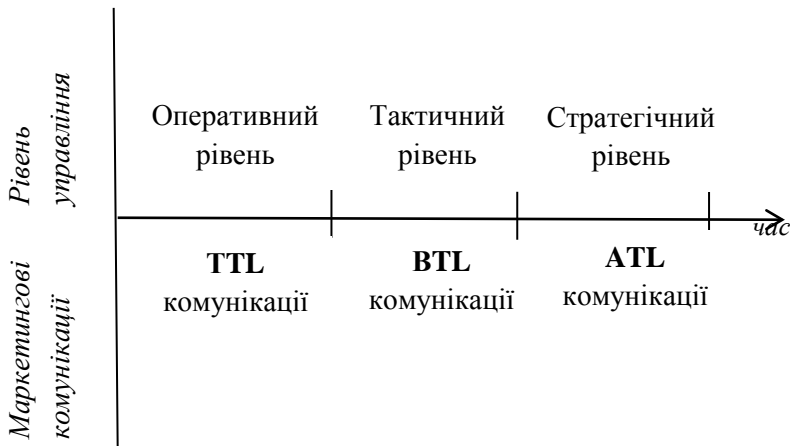 Рівень
управління
Оперативний
рівень
Тактичний
рівень
Стратегічний
рівень
час
Маркетингові
комунікації
TTL
комунікації
BTL
комунікації
ATL
комунікації